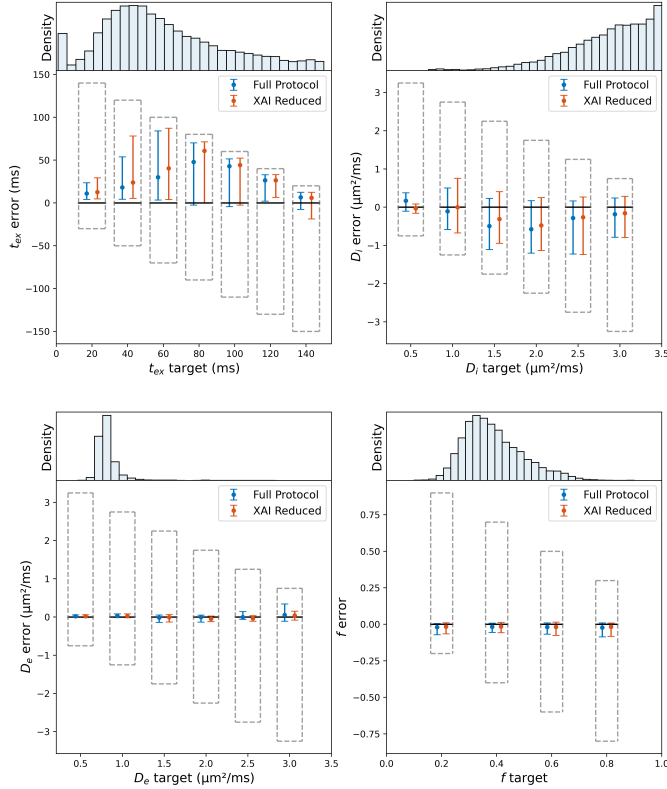 Density
Density
150
100
50
0
−50
−100
−150
t_ex error (ms)
Full Protocol
XAI Reduced
0 20 40 60 80 100 120 140
t_ex target (ms)
3
2
1
0
−1
−2
−3
D_i error (μm²/ms)
Full Protocol
XAI Reduced
0.5 1.0 1.5 2.0 2.5 3.0 3.5
D_i target (μm²/ms)
Density
Density
3
2
1
0
−1
−2
−3
D_e error (μm²/ms)
Full Protocol
XAI Reduced
0.5 1.0 1.5 2.0 2.5 3.0 3.5
D_e target (μm²/ms)
0.75
0.50
0.25
0.00
−0.25
−0.50
−0.75
f error
Full Protocol
XAI Reduced
0.0 0.2 0.4 0.6 0.8 1.0
f target